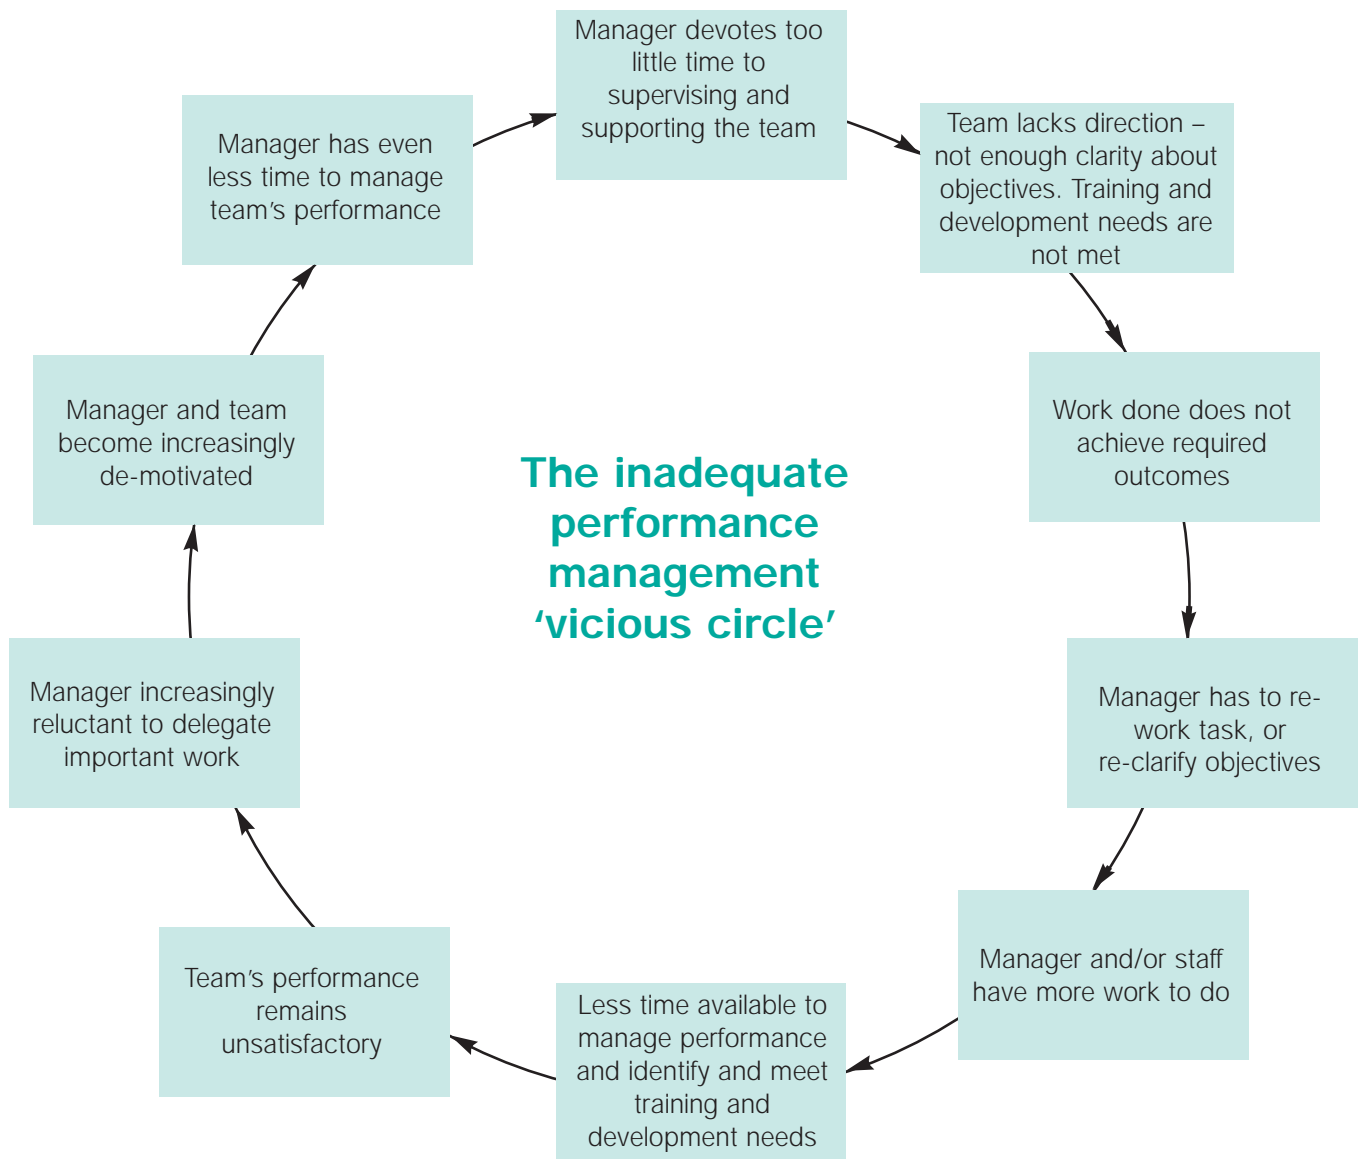 Manager devotes too
little time to
supervising and
supporting the team
Team lacks direction –
not enough clarity about
objectives. Training and
development needs are
not met
Work done does not
achieve required
outcomes
Manager has to re-
work task, or
re-clarify objectives
Manager and/or staff
have more work to do
Less time available to
manage performance
and identify and meet
training and
development needs
Team’s performance
remains
unsatisfactory
Manager increasingly
reluctant to delegate
important work
Manager and team
become increasingly
de-motivated
Manager has even
less time to manage
team’s performance
The inadequate
performance
management
‘vicious circle’